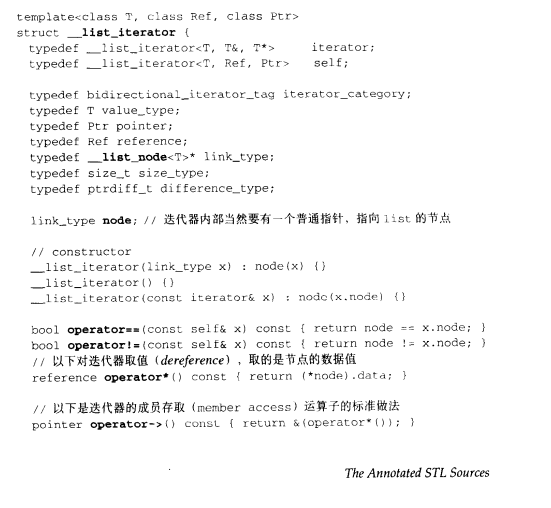 template<class T, class Ref, class Ptr>
struct __list_iterator {
typedef __list_iterator<T, T&, T*> iterator;
typedef __list_iterator<T, Ref, Ptr> self;
typedef bidirectional_iterator_tag iterator_category;
typedef T value_type;
typedef Ptr pointer;
typedef Ref reference;
typedef __list_node<T>* link_type;
typedef size_t size_type;
typedef ptrdiff_t difference_type;
link_type node; // 迭代器内部当然要有一个普通指针，指向 list 的节点
// constructor
__list_iterator(link_type x) : node(x) {}
__list_iterator() {}
__list_iterator(const iterator& x) : node(x.node) {}
bool operator==(const self& x) const { return node == x.node; }
bool operator!=(const self& x) const { return node != x.node; }
// 以下对迭代器取值（dereference），取的是节点的数据值
reference operator*() const { return (*node).data; }
// 以下是迭代器的成员存取（member access）运算子的标准做法
pointer operator->() const { return &(operator*()); }
The Annotated STL Sources